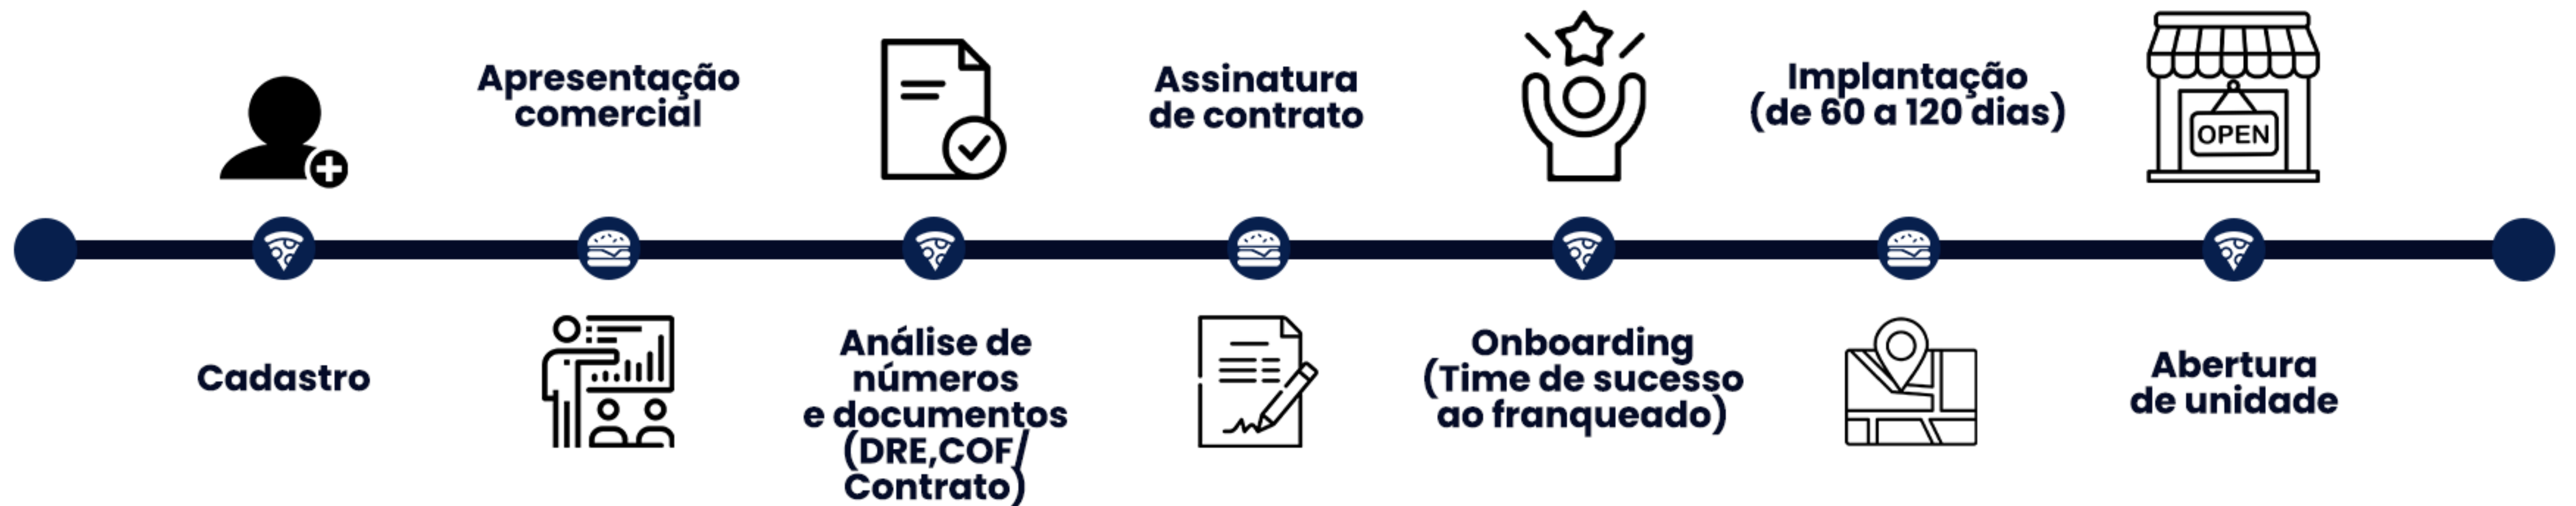 Cadastro
Apresentação
comercial
Análise de
números
e documentos
(DRE,COF/
Contrato)
Assinatura
de contrato
Onboarding
(Time de sucesso
ao franqueado)
Implantação
(de 60 a 120 dias)
OPEN
Abertura
de unidade